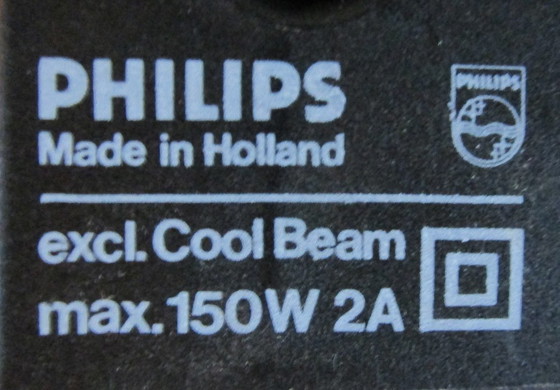 PHILIPS
PHILIPS
Made in Holland
excl. Cool Beam
max. 150W 2A